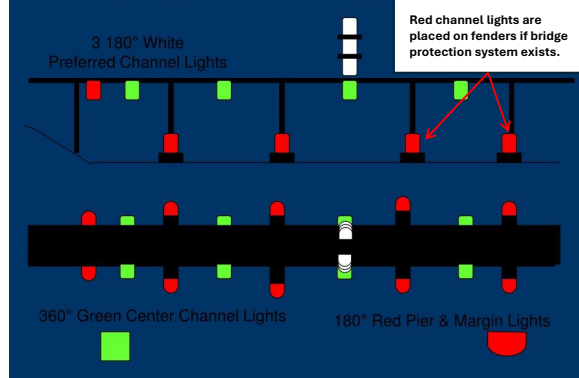 3 180° White
Preferred Channel Lights
Red channel lights are
placed on fenders if bridge
protection system exists.
360° Green Center Channel Lights
180° Red Pier & Margin Lights